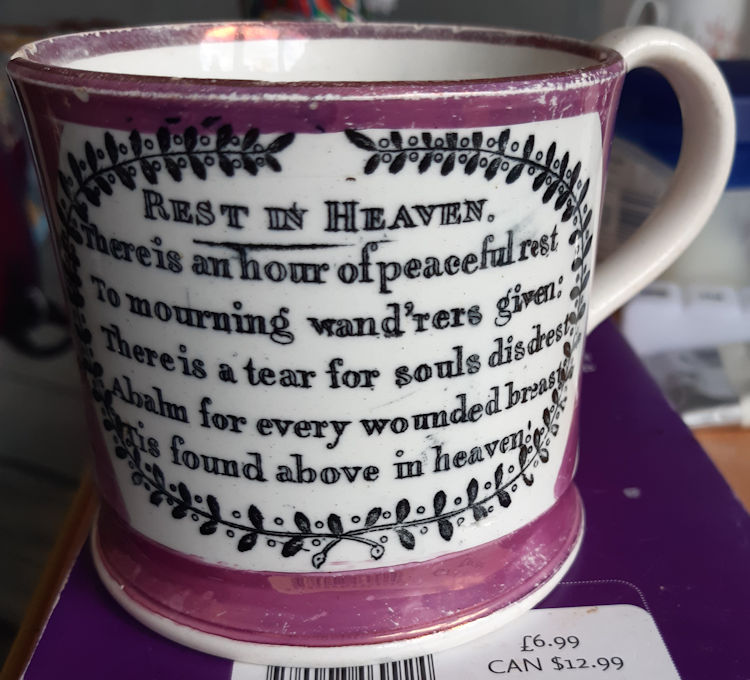 REST IN HEAVEN.
There is an hour of peaceful rest
To mourning wand'rers given:
There is a tear for souls disdrest,
A balm for every wounded breast
'tis found above in heaven.
£6.99
CAN $12.99